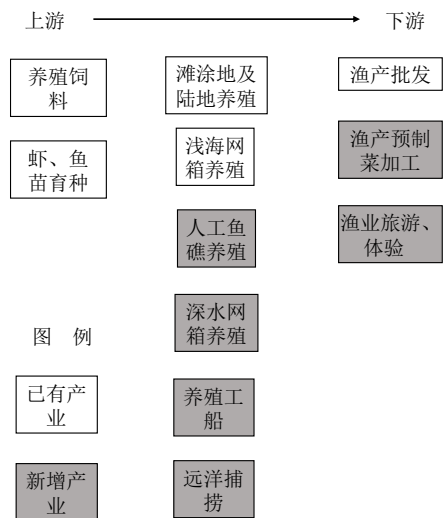 上游
下游
养殖饲
料
滩涂地及
陆地养殖
渔产批发
虾、鱼
苗育种
浅海网
箱养殖
渔产预制
菜加工
人工鱼
礁养殖
渔业旅游、
体验
深水网
箱养殖
图 例
已有产
业
养殖工
船
新增产
业
远洋捕
捞